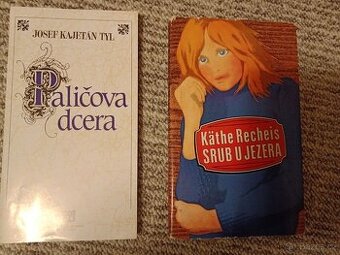 JOSEF KAJETÁN TYL
Paličova
dcera
Käthe Recheis
SRUB U JEZERA